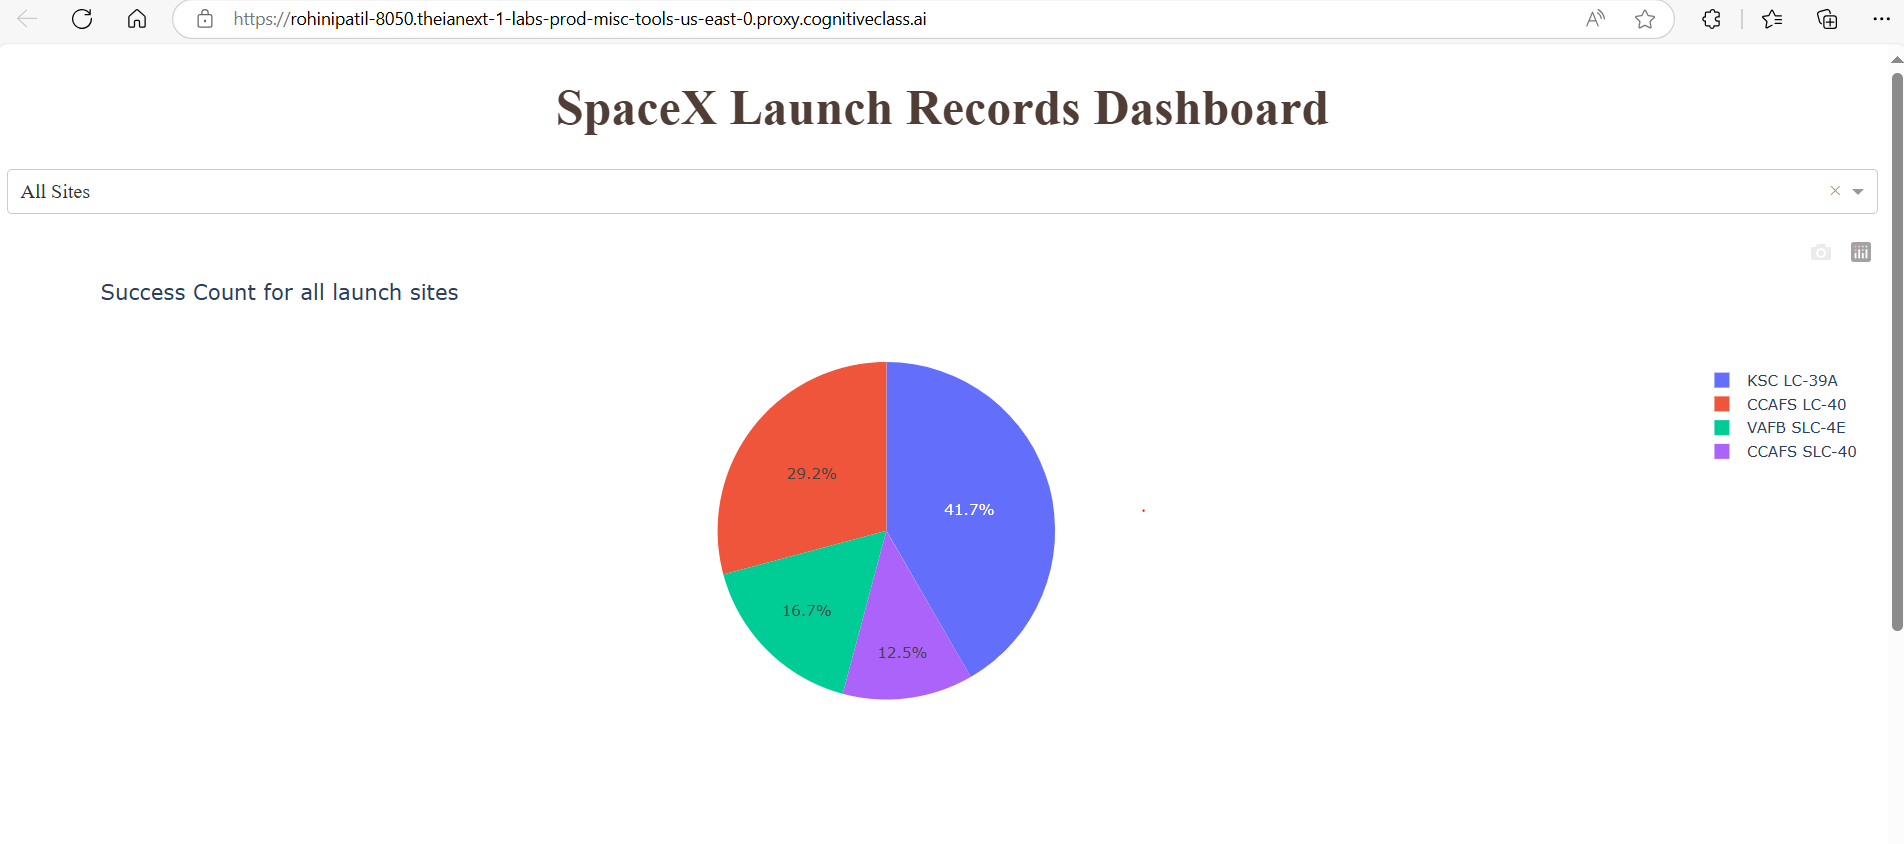 https://rohinipatil-8050.theianext-1-labs-prod-misc-tools-us-east-0.proxy.cognitiveclass.ai
SpaceX Launch Records Dashboard
All Sites
Success Count for all launch sites
KSC LC-39A
CCAFS LC-40
VAFB SLC-4E
CCAFS SLC-40
29.2%
41.7%
16.7%
12.5%